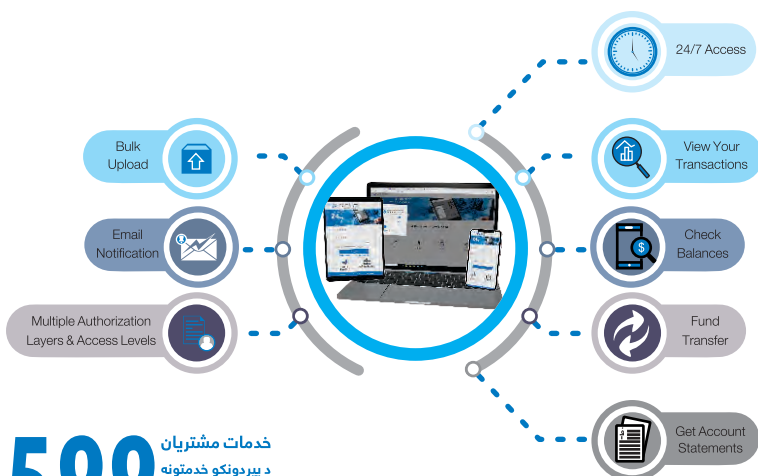 24/7 Access
Bulk
Upload
View Your
Transactions
Email
Notification
Check
Balances
Multiple Authorization
Layers & Access Levels
Fund
Transfer
Get Account
Statements
خدمات مشتریان
د پیردونکو خدمتونه